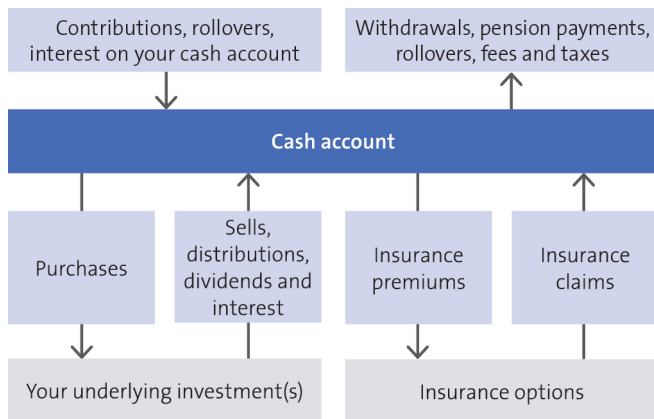 Contributions, rollovers,
interest on your cash account
Withdrawals, pension payments,
rollovers, fees and taxes
Cash account
Purchases
Sells,
distributions,
dividends and
interest
Insurance
premiums
Insurance
claims
Your underlying investment(s)
Insurance options